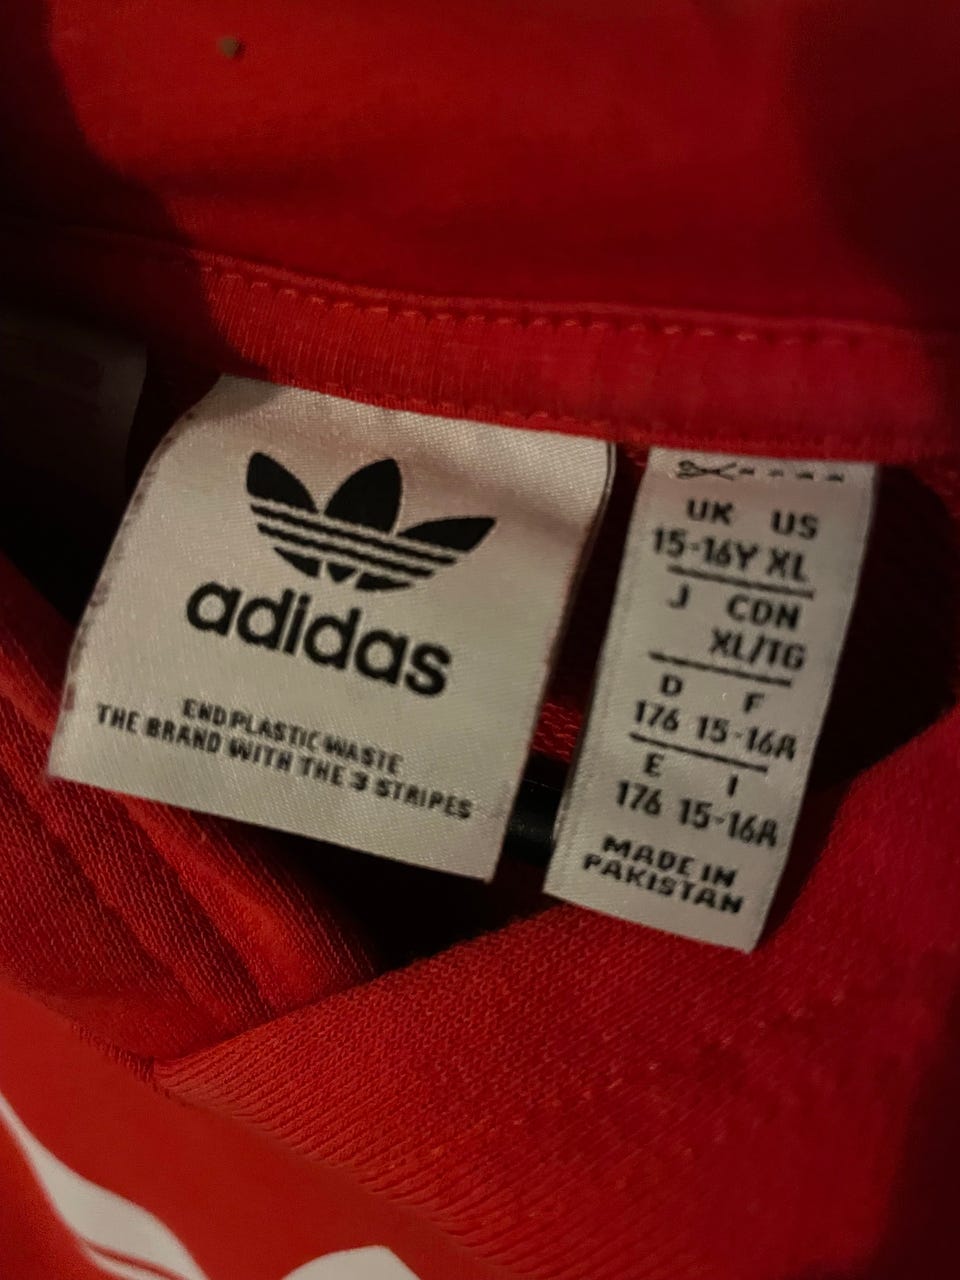 adidas
END PLASTIC WASTE
THE BRAND WITH THE 3 STRIPES
UK US
15-16Y XL
J CDN
XL/TG
D F
176 15-16A
E I
176 15-16A
MADE IN
PAKISTAN